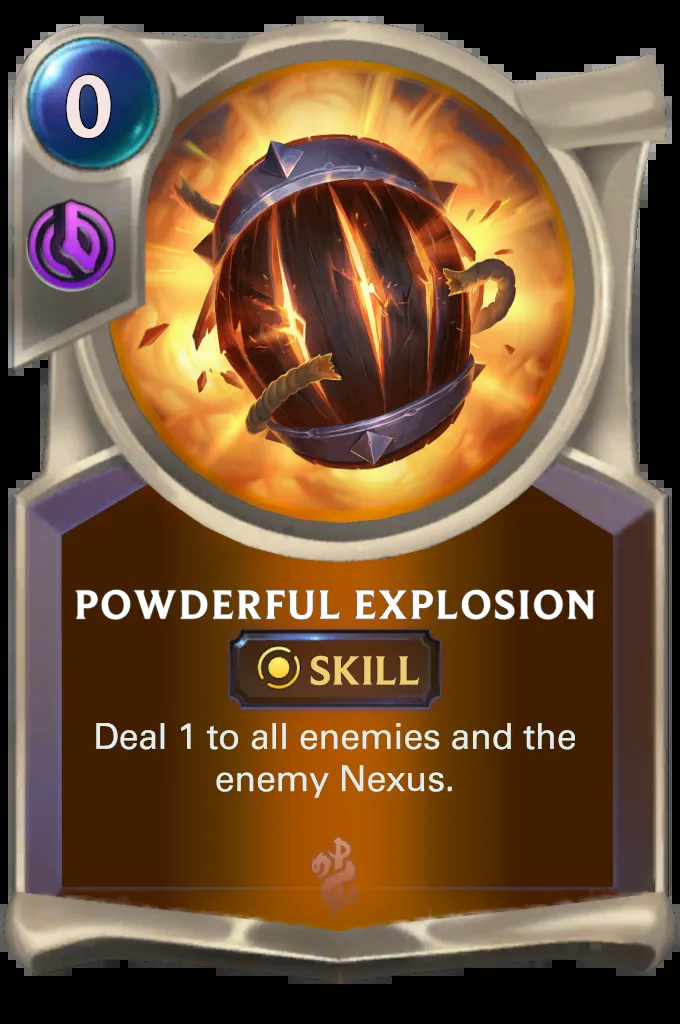 0
POWDERFUL EXPLOSION
SKILL
Deal 1 to all enemies and the
enemy Nexus.